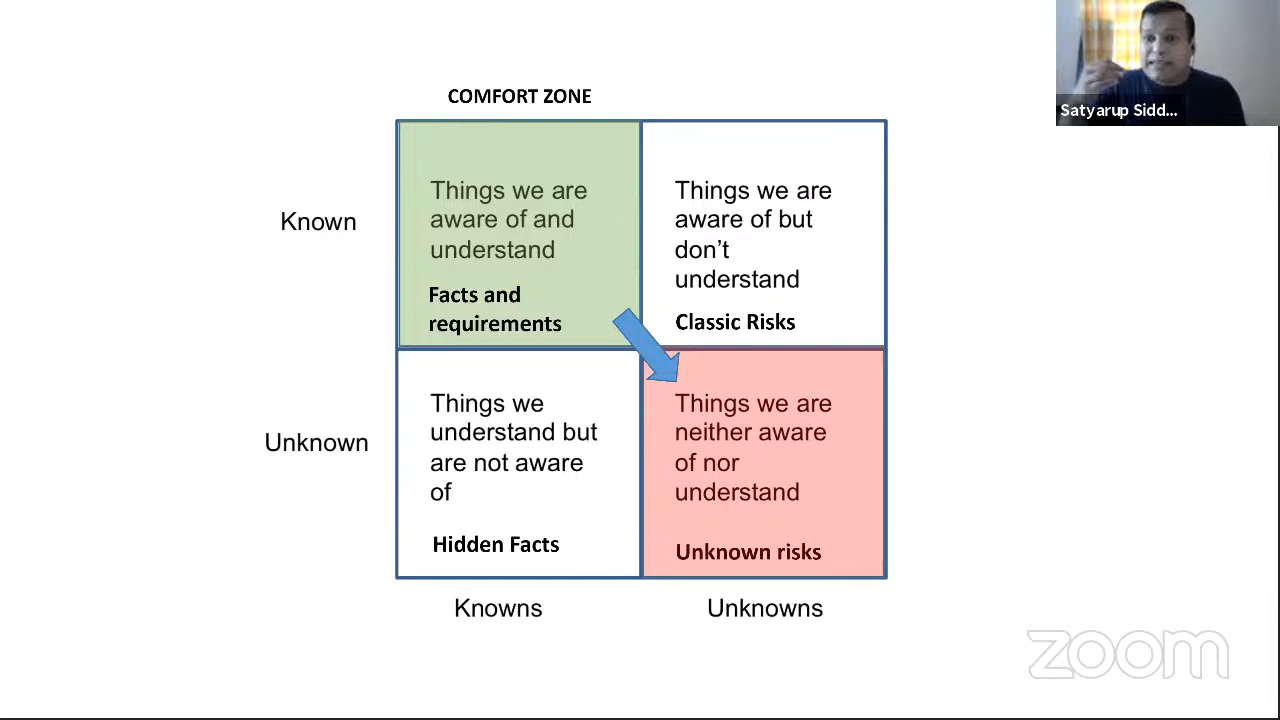 COMFORT ZONE
Satyarup Sidd...
Known
Things we are
aware of and
understand
Facts and
requirements
Things we are
aware of but
don’t
understand
Classic Risks
Unknown
Things we
understand but
are not aware
of
Hidden Facts
Things we are
neither aware
of nor
understand
Unknown risks
Knowns
Unknowns
zoom